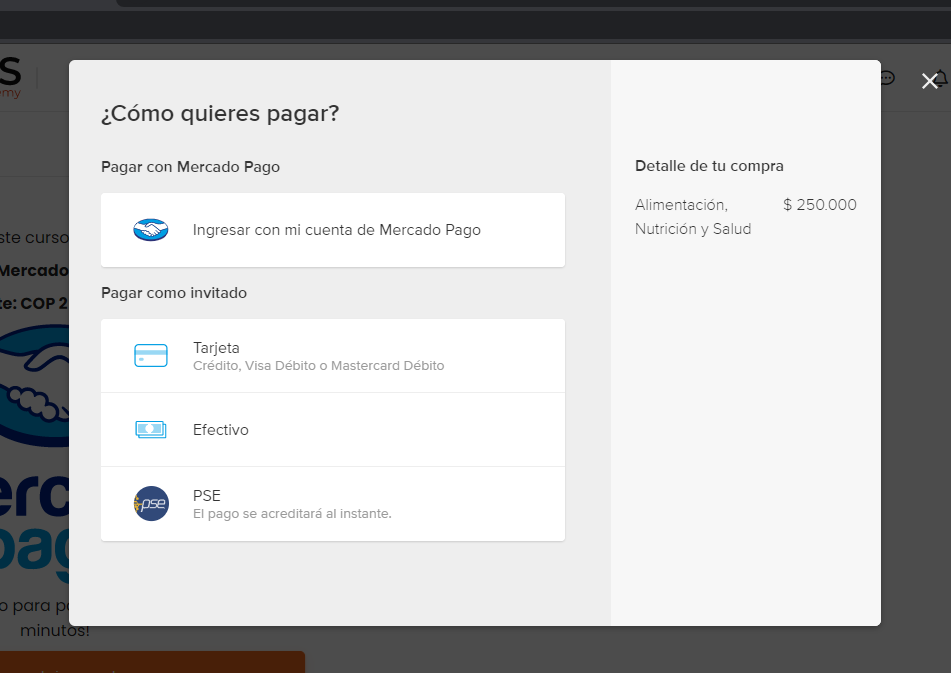 ¿Cómo quieres pagar?
Pagar con Mercado Pago
Ingresar con mi cuenta de Mercado Pago
Pagar como invitado
Tarjeta
Crédito, Visa Débito o Mastercard Débito
Efectivo
pse
PSE
El pago se acreditará al instante.
Detalle de tu compra
Alimentación, $ 250.000
Nutrición y Salud
ste curso
Mercado
te: COP 2
erc
pag
o para p
minutos!